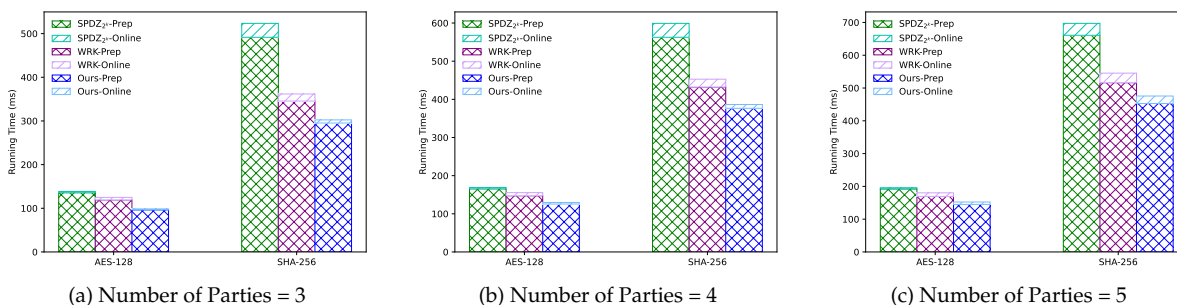 500
400
300
200
100
0
Running Time (ms)
SPDZ₂ᵏ-Prep
SPDZ₂ᵏ-Online
WRK-Prep
WRK-Online
Ours-Prep
Ours-Online
AES-128 SHA-256
(a) Number of Parties = 3
600
500
400
300
200
100
0
Running Time (ms)
SPDZ₂ᵏ-Prep
SPDZ₂ᵏ-Online
WRK-Prep
WRK-Online
Ours-Prep
Ours-Online
AES-128 SHA-256
(b) Number of Parties = 4
700
600
500
400
300
200
100
0
Running Time (ms)
SPDZ₂ᵏ-Prep
SPDZ₂ᵏ-Online
WRK-Prep
WRK-Online
Ours-Prep
Ours-Online
AES-128 SHA-256
(c) Number of Parties = 5